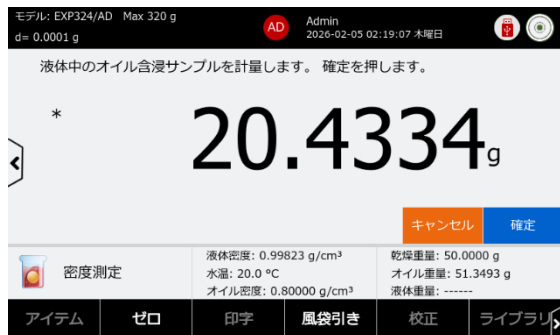 モデル: EXP324/AD Max 320 g
d= 0.0001 g
AD
Admin
2026-02-05 02:19:07 木曜日
液体中のオイル含浸サンプルを計量します。 確定を押します。
*
20.4334 g
キャンセル 確定
密度測定
液体密度: 0.99823 g/cm³
水温: 20.0 °C
オイル密度: 0.80000 g/cm³
乾燥重量: 50.0000 g
オイル重量: 51.3493 g
液体重量: ------
アイテム ゼロ 印字 風袋引き 校正 ライブラリ